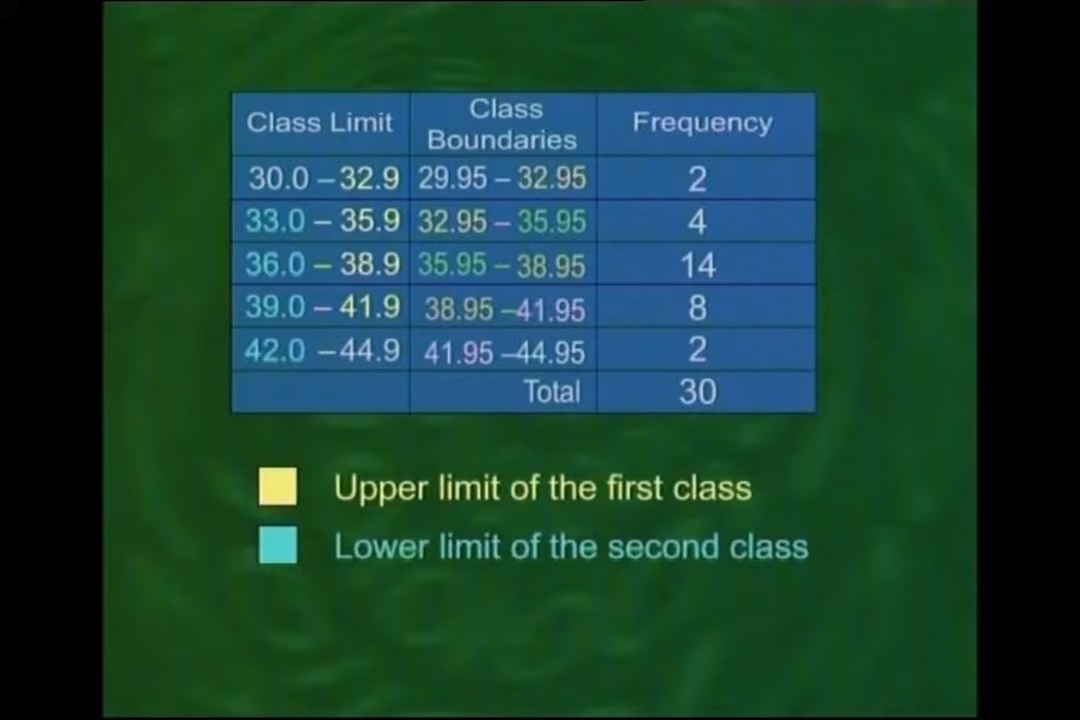 Class Limit Class Boundaries Frequency
30.0 – 32.9 29.95 – 32.95 2
33.0 – 35.9 32.95 – 35.95 4
36.0 – 38.9 35.95 – 38.95 14
39.0 – 41.9 38.95 – 41.95 8
42.0 – 44.9 41.95 – 44.95 2
Total 30
Upper limit of the first class
Lower limit of the second class